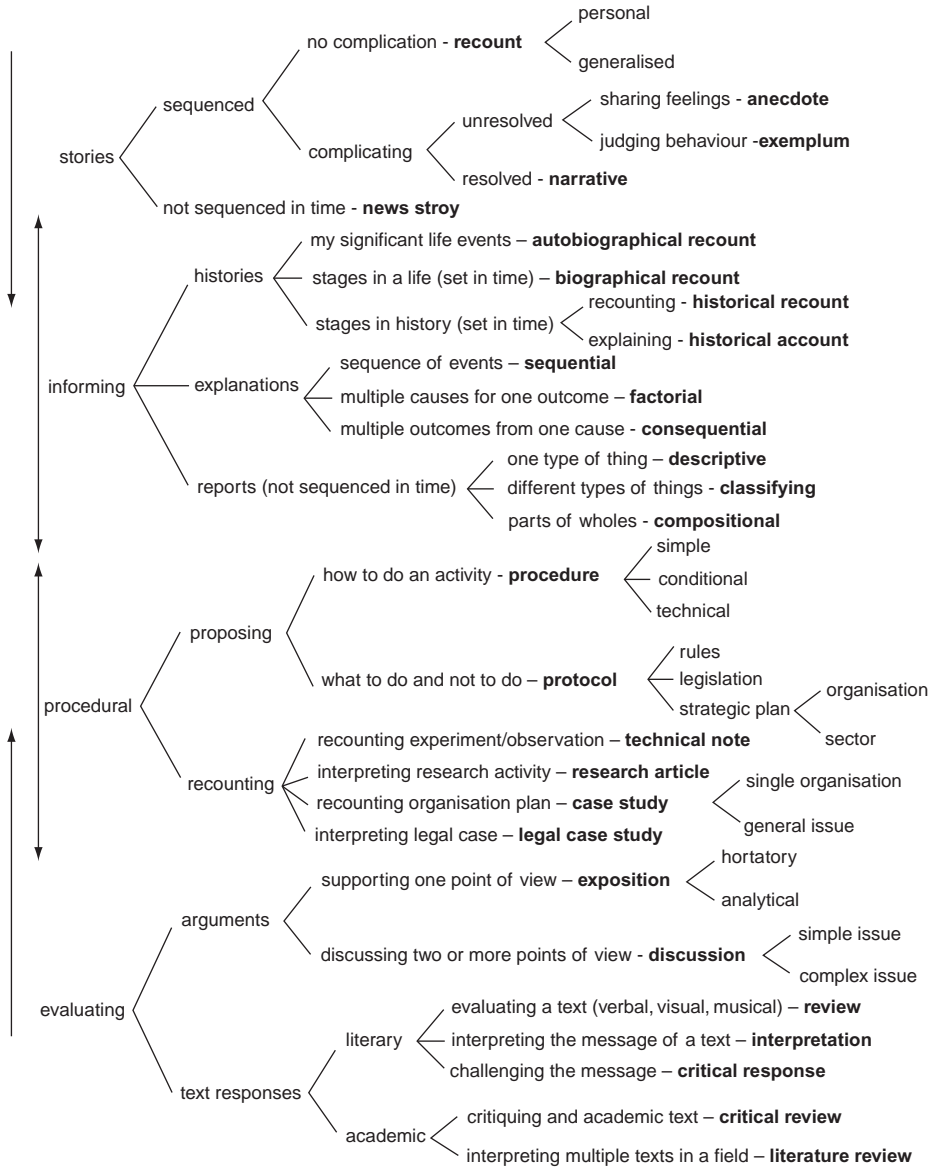 personal
no complication - recount
generalised
sequenced
sharing feelings - anecdote
unresolved
judging behaviour -exemplum
complicating
stories
resolved - narrative
not sequenced in time - news stroy
my significant life events – autobiographical recount
histories
stages in a life (set in time) – biographical recount
recounting - historical recount
stages in history (set in time)
explaining - historical account
sequence of events – sequential
informing
explanations
multiple causes for one outcome – factorial
multiple outcomes from one cause - consequential
one type of thing – descriptive
reports (not sequenced in time)
different types of things - classifying
parts of wholes - compositional
simple
how to do an activity - procedure
conditional
technical
proposing
rules
what to do and not to do – protocol
legislation
organisation
strategic plan
procedural
sector
recounting experiment/observation – technical note
interpreting research activity – research article
recounting
single organisation
recounting organisation plan – case study
general issue
interpreting legal case – legal case study
hortatory
supporting one point of view – exposition
analytical
arguments
simple issue
discussing two or more points of view - discussion
complex issue
evaluating
evaluating a text (verbal, visual, musical) – review
literary
interpreting the message of a text – interpretation
challenging the message – critical response
text responses
critiquing and academic text – critical review
academic
interpreting multiple texts in a field – literature review